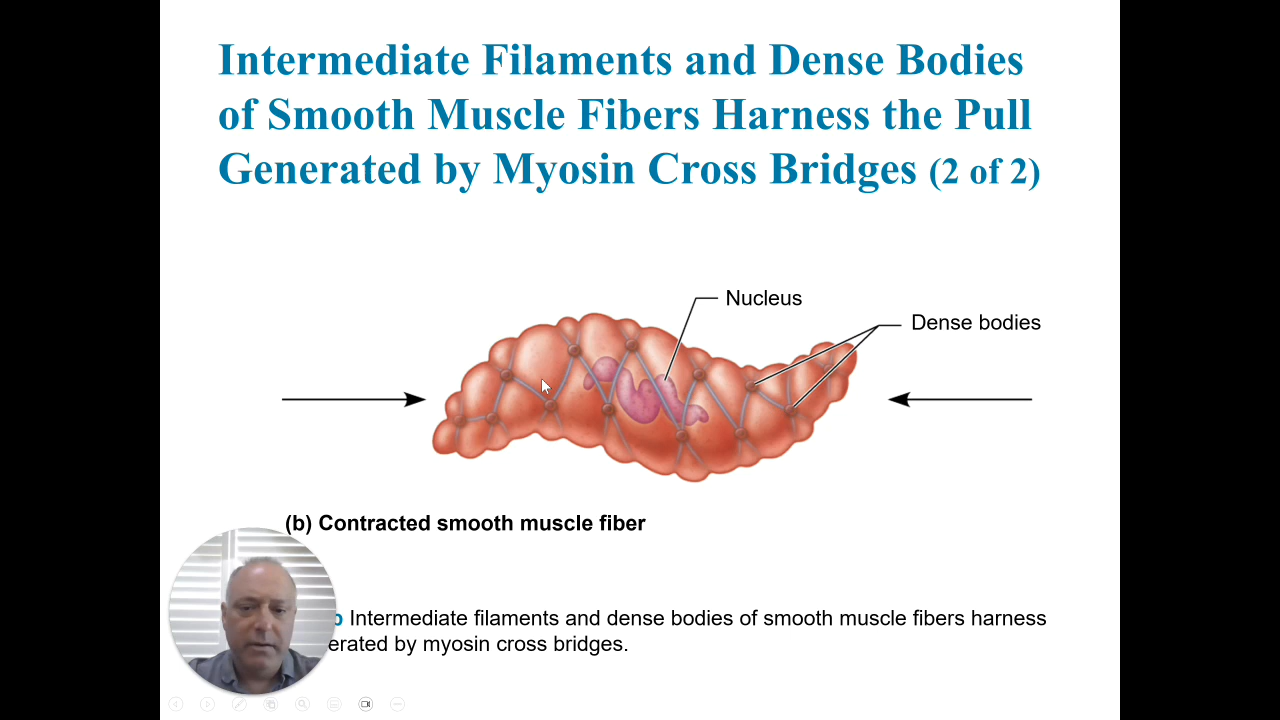 Intermediate Filaments and Dense Bodies
of Smooth Muscle Fibers Harness the Pull
Generated by Myosin Cross Bridges (2 of 2)
Nucleus
Dense bodies
(b) Contracted smooth muscle fiber
Intermediate filaments and dense bodies of smooth muscle fibers harness
by myosin cross bridges.